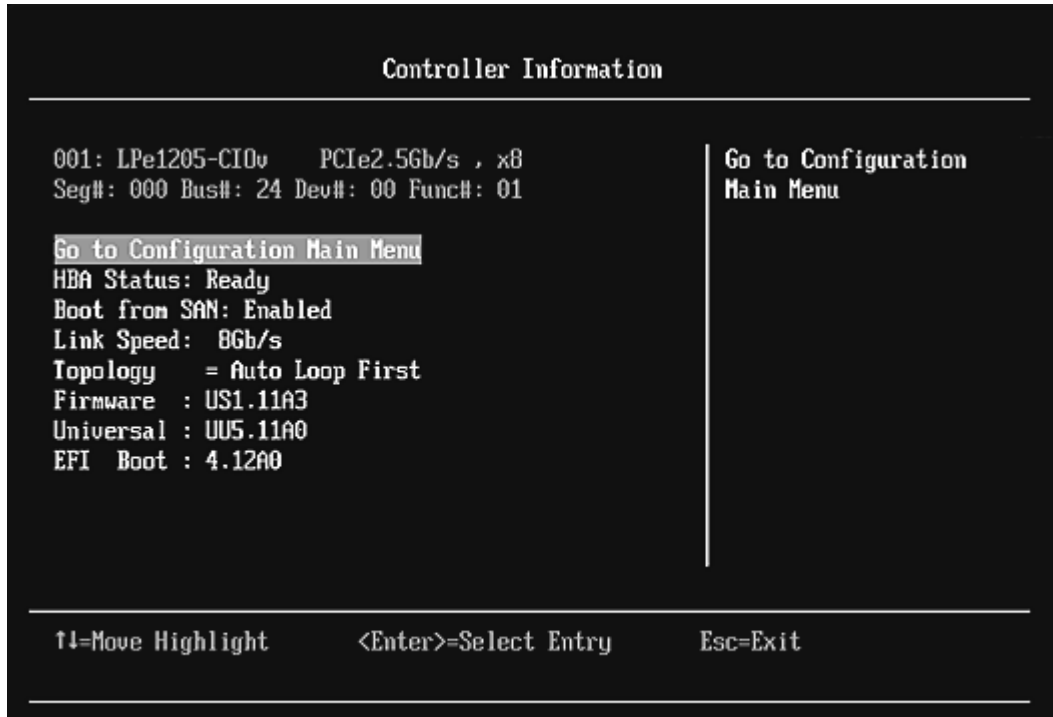 Controller Information
001: LPe1205-CIOv    PCIe2.5Gb/s , x8
Seg#: 000 Bus#: 24 Dev#: 00 Func#: 01
Go to Configuration Main Menu
HBA Status: Ready
Boot from SAN: Enabled
Link Speed:  8Gb/s
Topology    = Auto Loop First
Firmware  : US1.11A3
Universal : UU5.11A0
EFI  Boot : 4.12A0
Go to Configuration
Main Menu
↑↓=Move Highlight    <Enter>=Select Entry    Esc=Exit